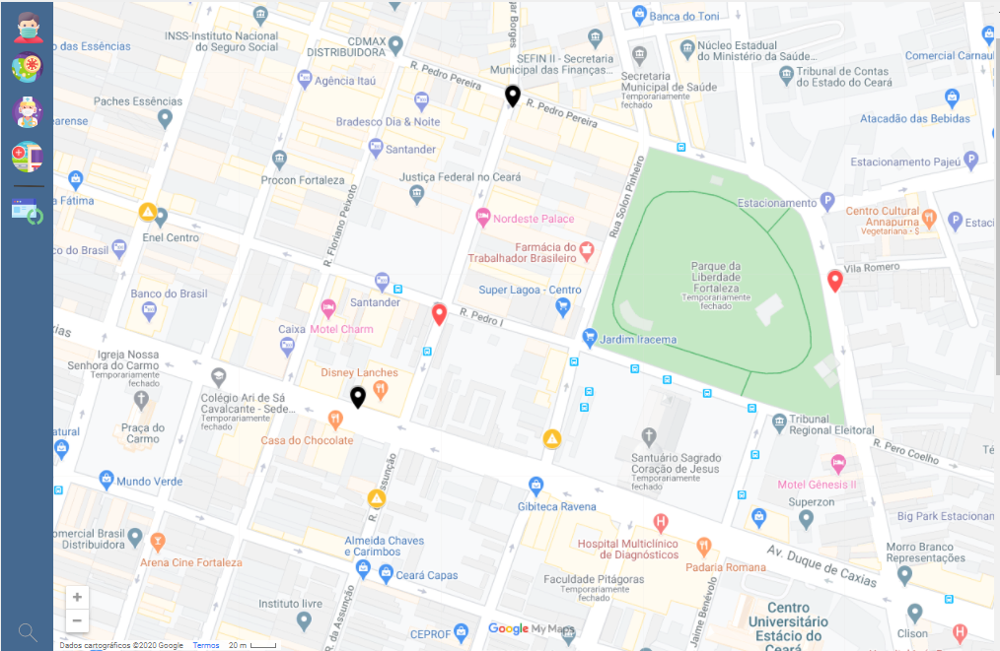 Banca do Toni
INSS-Instituto Nacional
do Seguro Social
CDMAX
DISTRIBUIDORA
SEFIN II - Secretaria
Municipal das Finanças...
Núcleo Estadual
do Ministério da Saúde...
Comercial Carnau
o das Essências
R. Pedro Pereira
Secretaria
Municipal de Saúde
Temporariamente
fechado
Tribunal de Contas
do Estado do Ceará
Agência Itaú
Paches Essências
R. Pedro Pereira
Atacadão das Bebidas
earense
Bradesco Dia & Noite
Santander
Estacionamento Pajeú
Procon Fortaleza
Justiça Federal no Ceará
Rua Solon Pinheiro
R. Floriano Peixoto
Fátima
Estacionamento
Centro Cultural
Annapurna
Vegetariana - $
Estaci
Nordeste Palace
Enel Centro
Farmácia do
Trabalhador Brasileiro
co do Brasil
Parque da
Liberdade
Fortaleza
Temporariamente
fechado
Vila Romero
Banco do Brasil
Santander
Super Lagoa - Centro
R. Pedro I
Caixa
Motel Charm
Jardim Iracema
Igreja Nossa
Senhora do Carmo
Temporariamente
fechado
Disney Lanches
Colégio Ari de Sá
Cavalcante - Sede...
Temporariamente
fechado
Praça do
Carmo
Casa do Chocolate
Tribunal
Regional Eleitoral
atural
R. Pero Coelho
Santuário Sagrado
Coração de Jesus
Temporariamente
fechado
Mundo Verde
Motel Gênesis II
Gibiteca Ravena
Superzon
Big Park Estacionan
omercial Brasil
Distribuidora
Arena Cine Fortaleza
Almeida Chaves
e Carimbos
Hospital Multiclínico
de Diagnósticos
Padaria Romana
Av. Duque de Caxias
Morro Branco
Representações
Ceará Capas
Faculdade Pitágoras
Temporariamente
fechado
Instituto livre
R. da Assunção
Jaime Benévolo
Centro
Universitário
Estácio do
Ceará
Clison
CEPROF
Google My Maps
+
−
Dados cartográficos ©2020 Google Termos 20 m